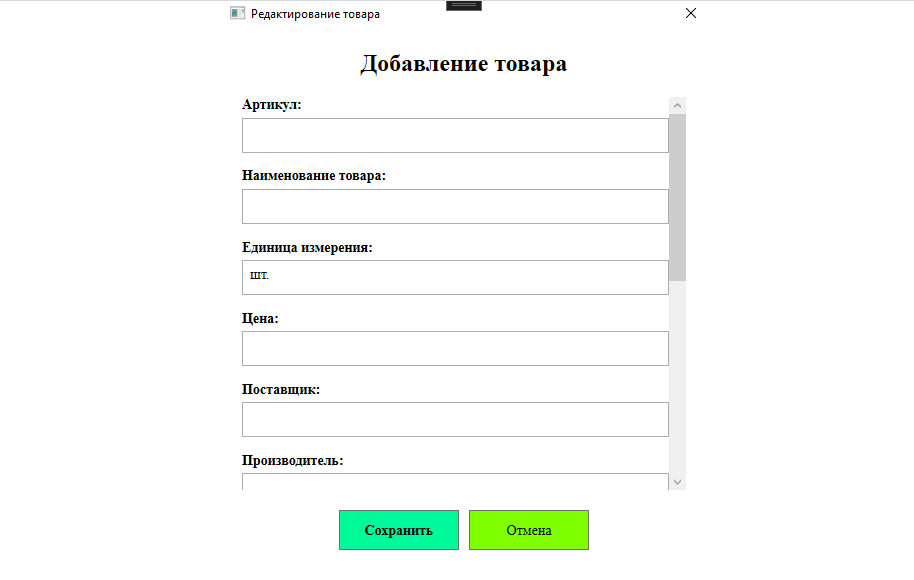 Редактирование товара
Добавление товара
Артикул:
Наименование товара:
Единица измерения:
шт.
Цена:
Поставщик:
Производитель:
Сохранить
Отмена